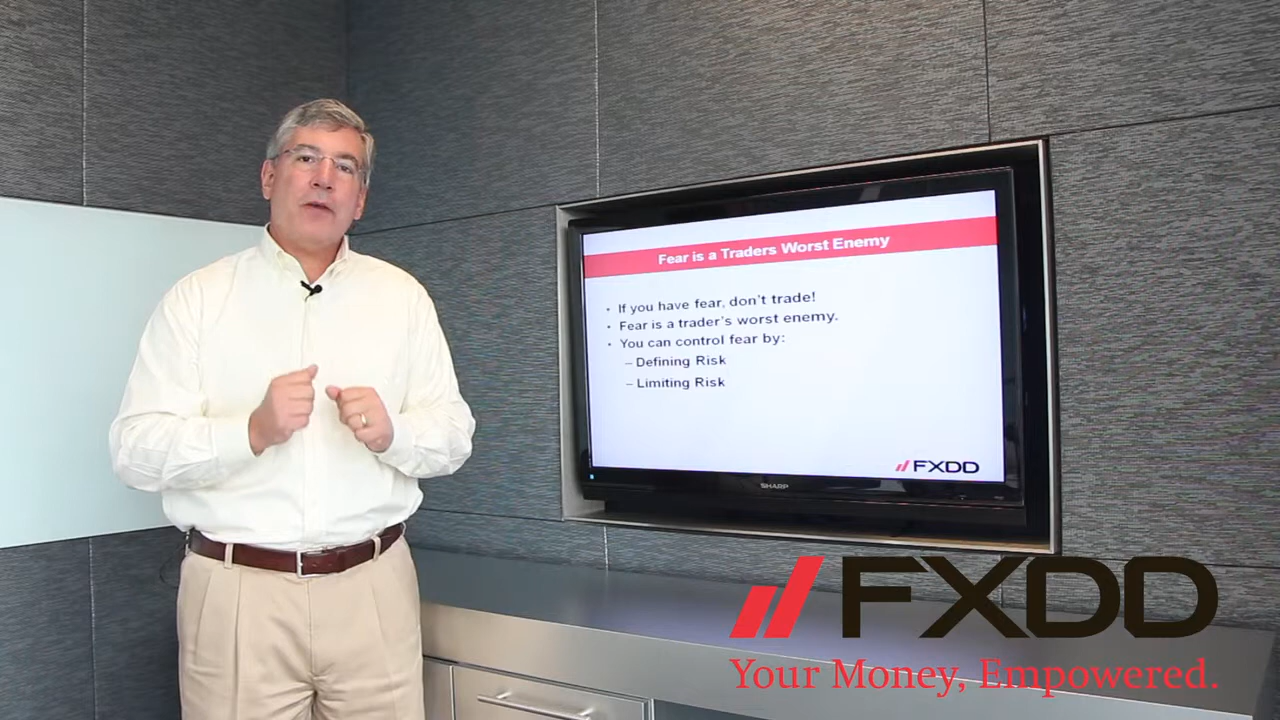 Fear is a Traders Worst Enemy
• If you have fear, don't trade!
• Fear is a trader's worst enemy.
• You can control fear by:
– Defining Risk
– Limiting Risk
FXDD
SHARP
FXDD
Your Money, Empowered.